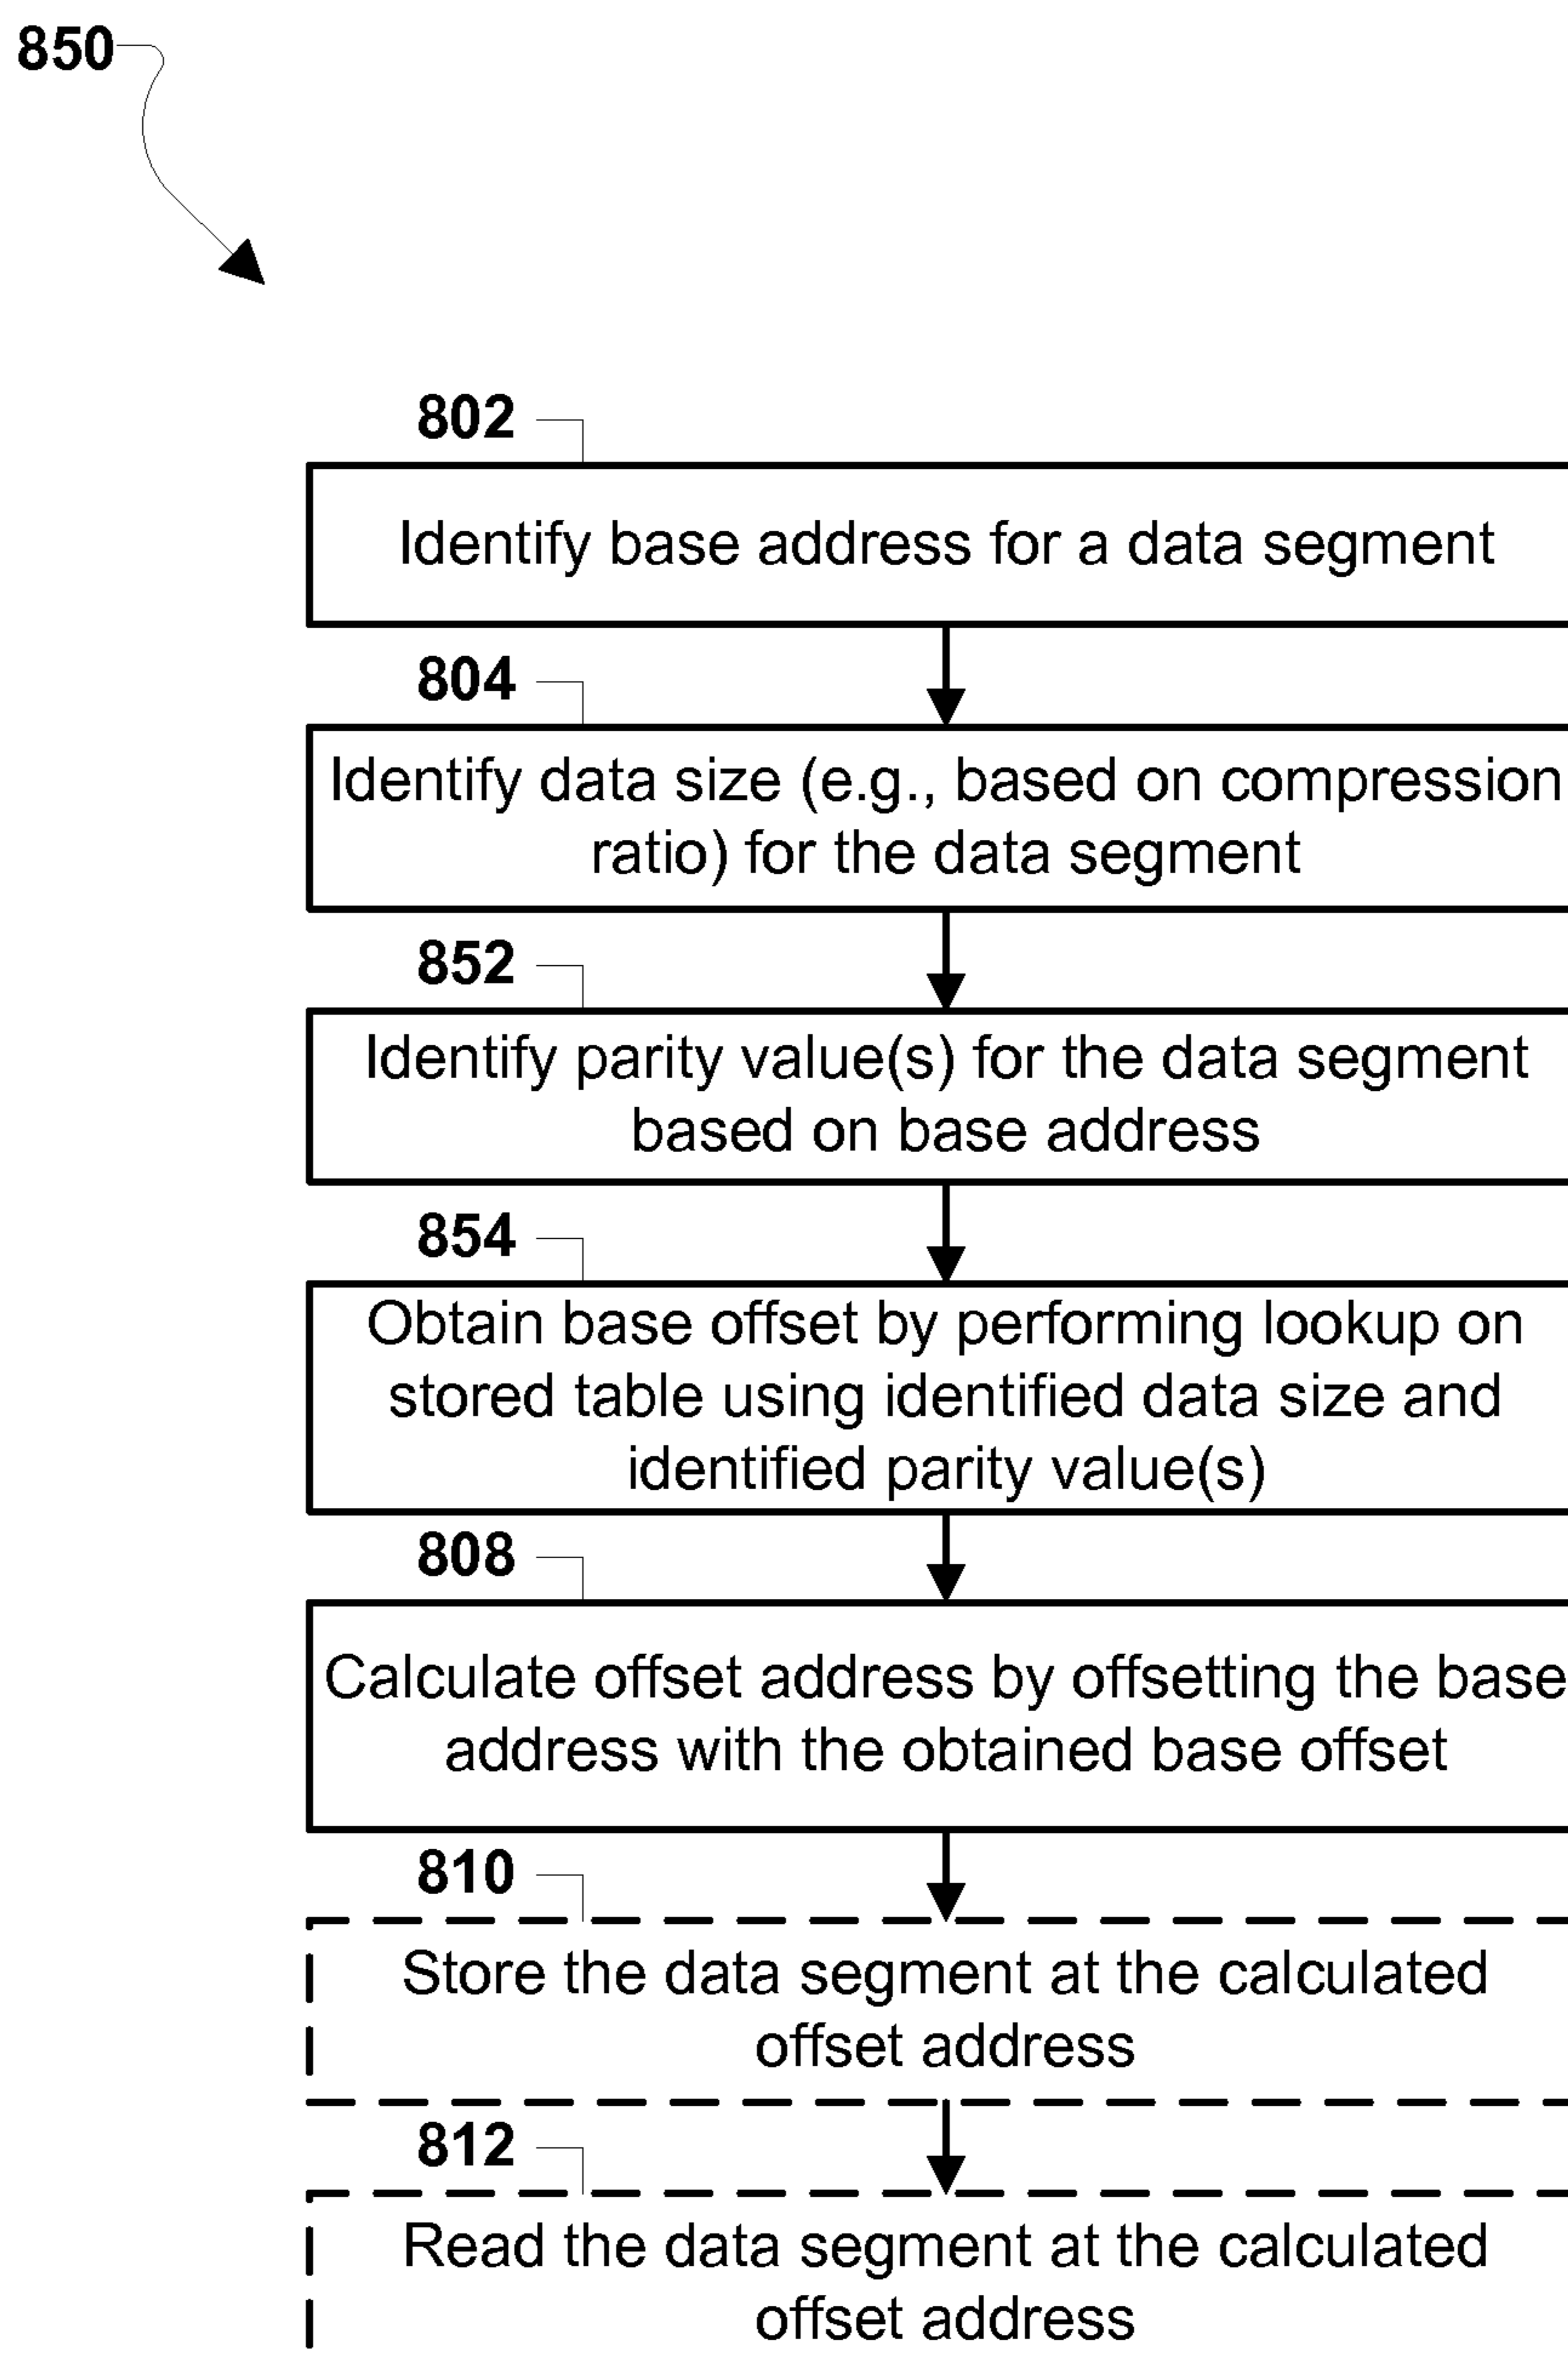 850
802
Identify base address for a data segment
804
Identify data size (e.g., based on compression
ratio) for the data segment
852
Identify parity value(s) for the data segment
based on base address
854
Obtain base offset by performing lookup on
stored table using identified data size and
identified parity value(s)
808
Calculate offset address by offsetting the base
address with the obtained base offset
810
Store the data segment at the calculated
offset address
812
Read the data segment at the calculated
offset address